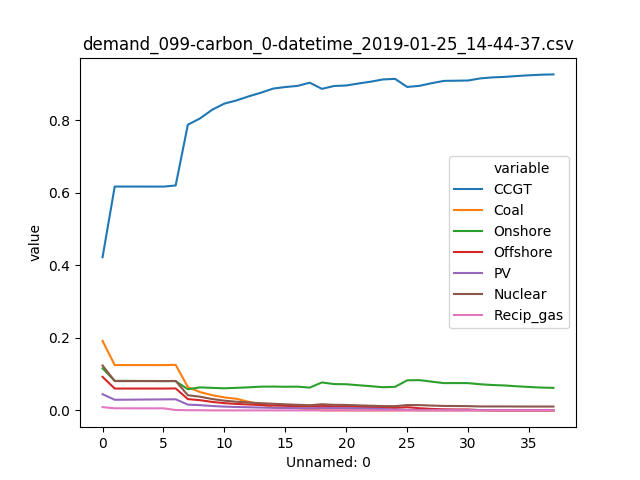 demand_099-carbon_0-datetime_2019-01-25_14-44-37.csv
value
0.8
0.6
0.4
0.2
0.0
variable
CCGT
Coal
Onshore
Offshore
PV
Nuclear
Recip_gas
0 5 10 15 20 25 30 35
Unnamed: 0